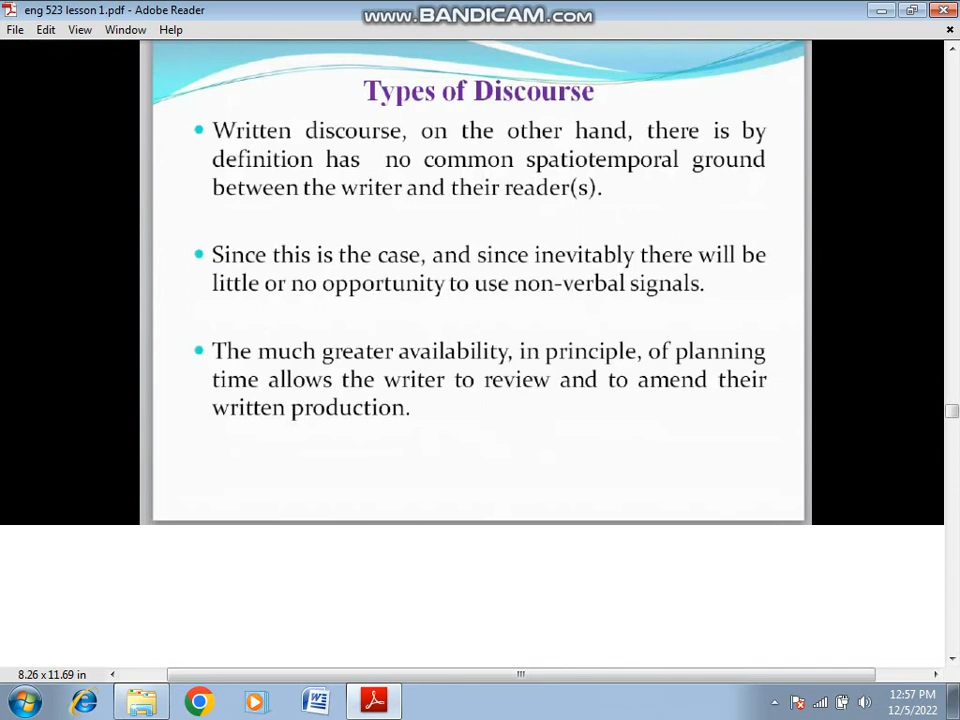 eng 523 lesson 1.pdf - Adobe Reader
www.BANDICAM.com
File Edit View Window Help
Types of Discourse
Written discourse, on the other hand, there is by
definition has no common spatiotemporal ground
between the writer and their reader(s).
Since this is the case, and since inevitably there will be
little or no opportunity to use non-verbal signals.
The much greater availability, in principle, of planning
time allows the writer to review and to amend their
written production.
8.26 x 11.69 in
12:57 PM
12/5/2022